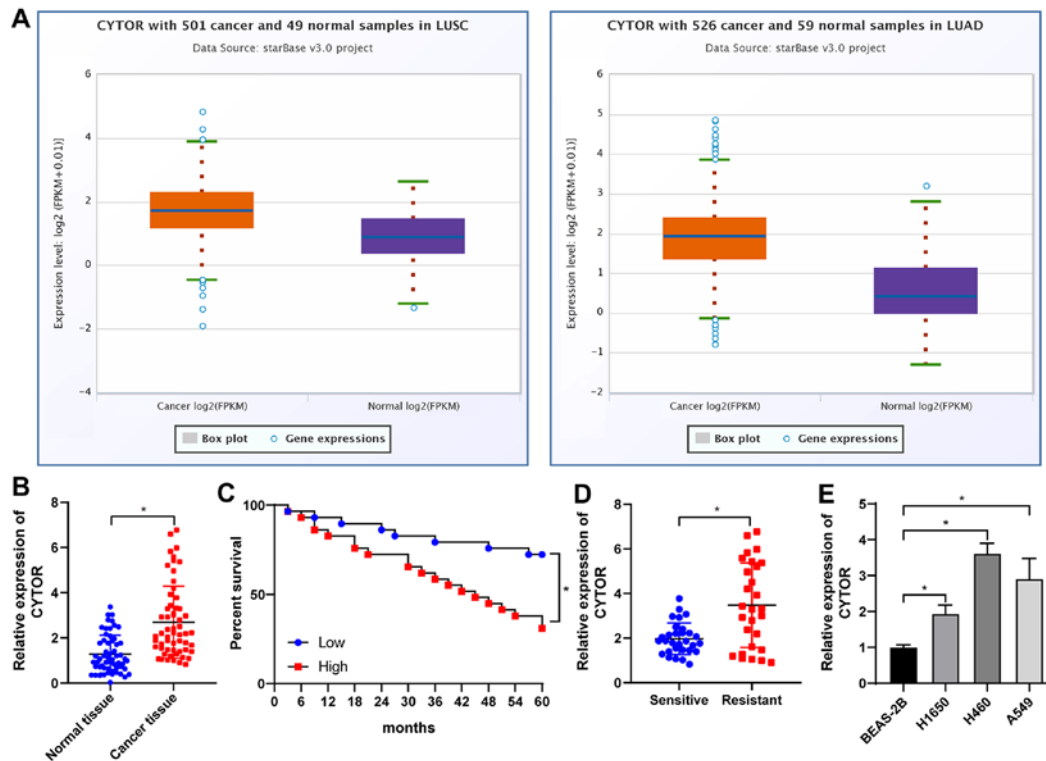 A
CYTOR with 501 cancer and 49 normal samples in LUSC
Data Source: starBase v3.0 project
Expression level: log2 (FPKM+0.01)]
6
4
2
0
-2
-4
Cancer log2(FPKM)
Normal log2(FPKM)
Box plot
Gene expressions
CYTOR with 526 cancer and 59 normal samples in LUAD
Data Source: starBase v3.0 project
Expression level: log2 (FPKM+0.01)]
6
5
4
3
2
1
0
-1
-2
Cancer log2(FPKM)
Normal log2(FPKM)
Box plot
Gene expressions
B
Relative expression of
CYTOR
8
6
4
2
0
*
Normal tissue
Cancer tissue
C
Percent survival
100
50
0
Low
High
*
0 6 12 18 24 30 36 42 48 54 60
months
D
Relative expression of
CYTOR
8
6
4
2
0
*
Sensitive
Resistant
E
Relative expression of
CYTOR
5
4
3
2
1
0
*
*
*
BEAS-2B
H1650
H460
A549